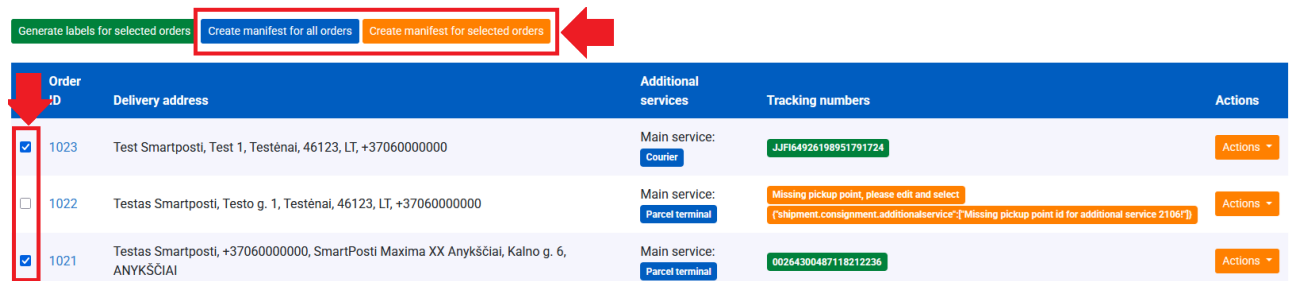 Generate labels for selected orders Create manifest for all orders Create manifest for selected orders
Order Additional
ID Delivery address services Tracking numbers Actions
1023 Test Smartposti, Test 1, Testėnai, 46123, LT, +37060000000 Main service: JJFI64926198951791724 Actions
Courier
1022 Testas Smartposti, Testo g. 1, Testėnai, 46123, LT, +37060000000 Main service: Missing pickup point, please edit and select Actions
Parcel terminal {"shipment.consignment.additionalservice":["Missing pickup point id for additional service 2106!"]}
1021 Testas Smartposti, +37060000000, SmartPosti Maxima XX Anykščiai, Kalno g. 6, Main service: 00264300487118212236 Actions
ANYKŠČIAI Parcel terminal